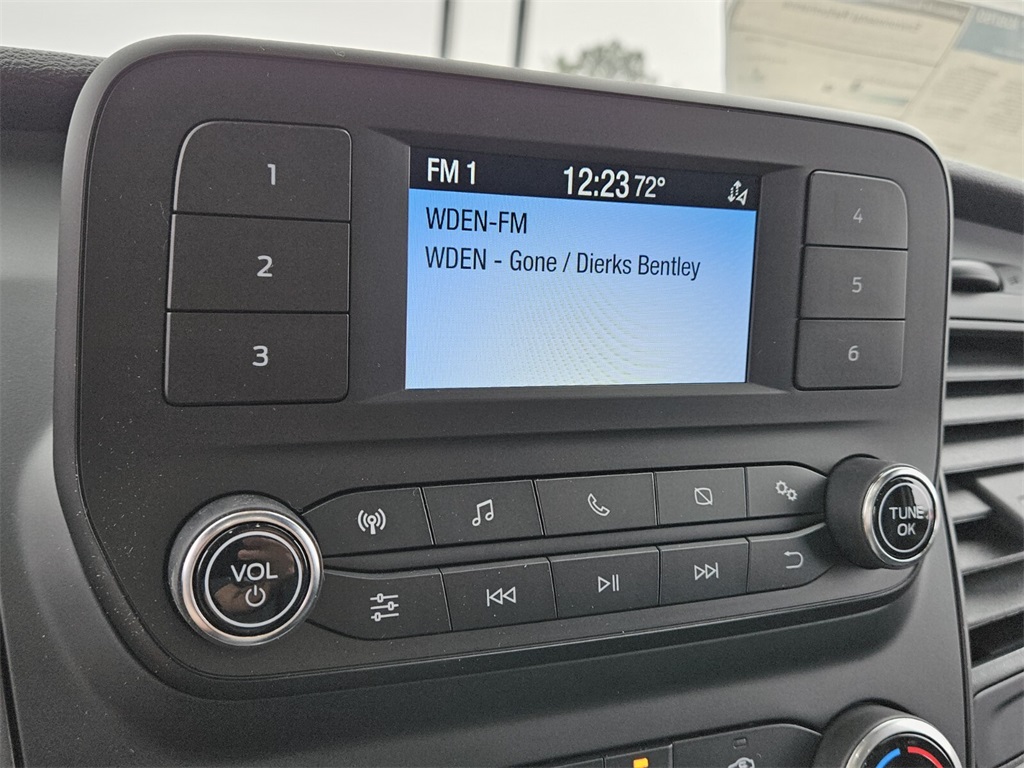 FM 1 12:23 72°
WDEN-FM
WDEN - Gone / Dierks Bentley
1
2
3
4
5
6
VOL
TUNE
OK